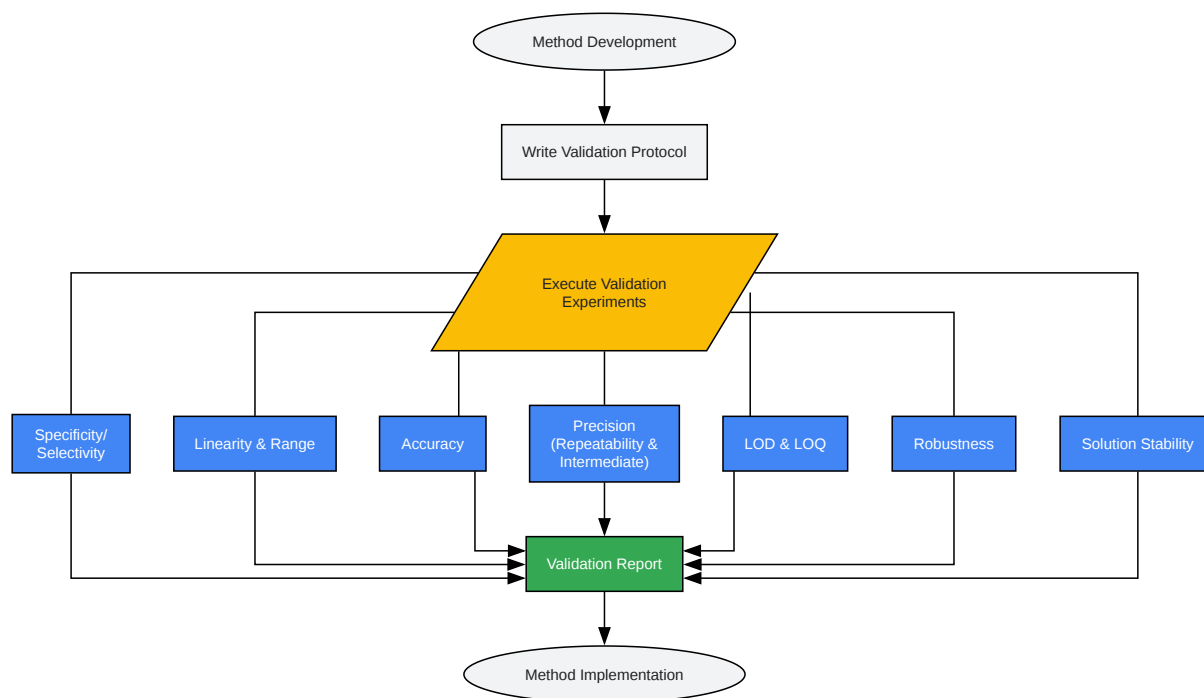 Method Development
Write Validation Protocol
Execute Validation
Experiments
Specificity/
Selectivity
Linearity & Range
Accuracy
Precision
(Repeatability &
Intermediate)
LOD & LOQ
Robustness
Solution Stability
Validation Report
Method Implementation